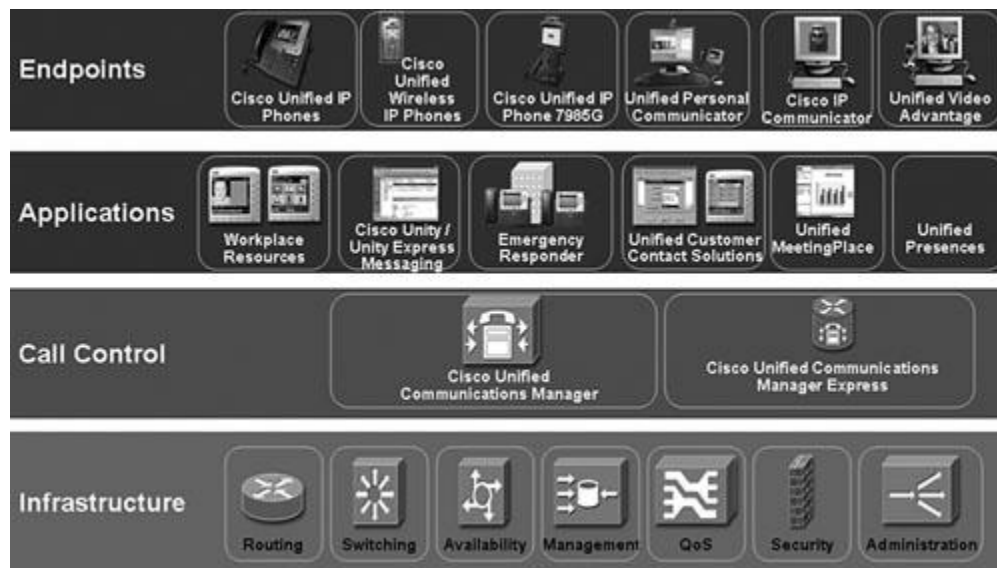 Endpoints
Cisco Unified IP
Phones
Cisco
Unified
Wireless
IP Phones
Cisco Unified IP
Phone 7985G
Unified Personal
Communicator
Cisco IP
Communicator
Unified Video
Advantage
Applications
Workplace
Resources
Cisco Unity /
Unity Express
Messaging
Emergency
Responder
Unified Customer
Contact Solutions
Unified
MeetingPlace
Unified
Presences
Call Control
Cisco Unified
Communications Manager
Cisco Unified Communications
Manager Express
Infrastructure
Routing
Switching
Availability
Management
QoS
Security
Administration